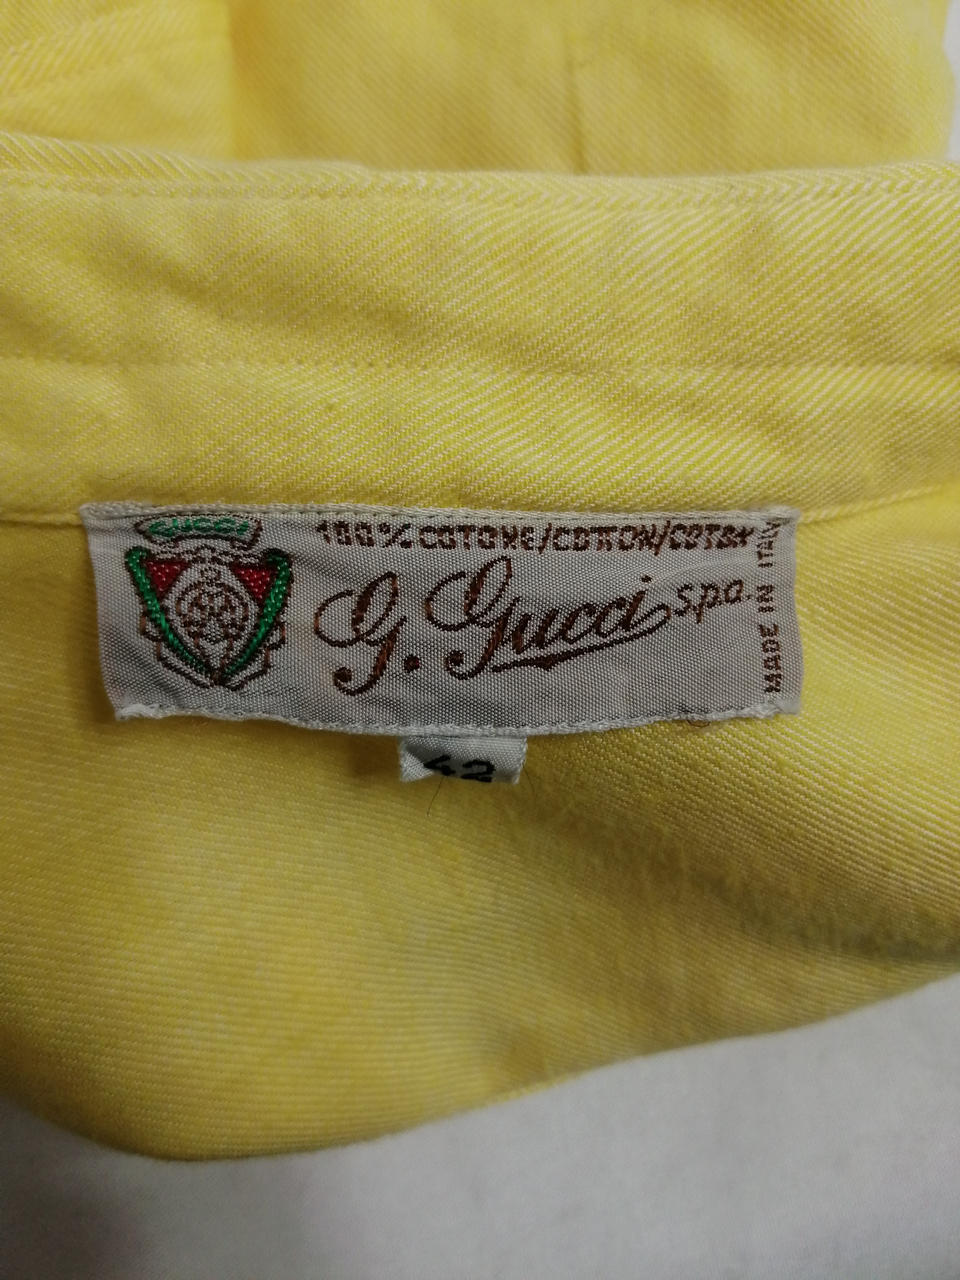 GUCCI
100% COTONE/COTTON/COTON
G. Gucci s.p.a.
MADE IN ITALY
42